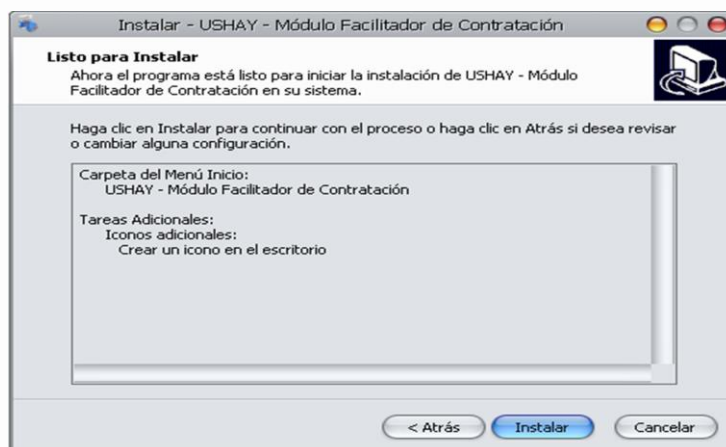 Instalar - USHAY - Módulo Facilitador de Contratación
Listo para Instalar
Ahora el programa está listo para iniciar la instalación de USHAY - Módulo
Facilitador de Contratación en su sistema.
Haga clic en Instalar para continuar con el proceso o haga clic en Atrás si desea revisar
o cambiar alguna configuración.
Carpeta del Menú Inicio:
USHAY - Módulo Facilitador de Contratación
Tareas Adicionales:
Iconos adicionales:
Crear un icono en el escritorio
< Atrás
Instalar
Cancelar